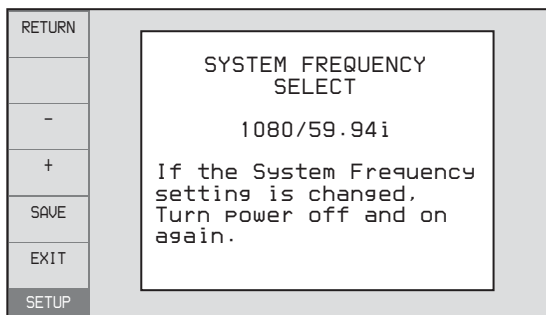 RETURN
–
+
SAVE
EXIT
SETUP
SYSTEM FREQUENCY
SELECT
1080/59.94i
If the System Frequency
setting is changed,
Turn power off and on
again.